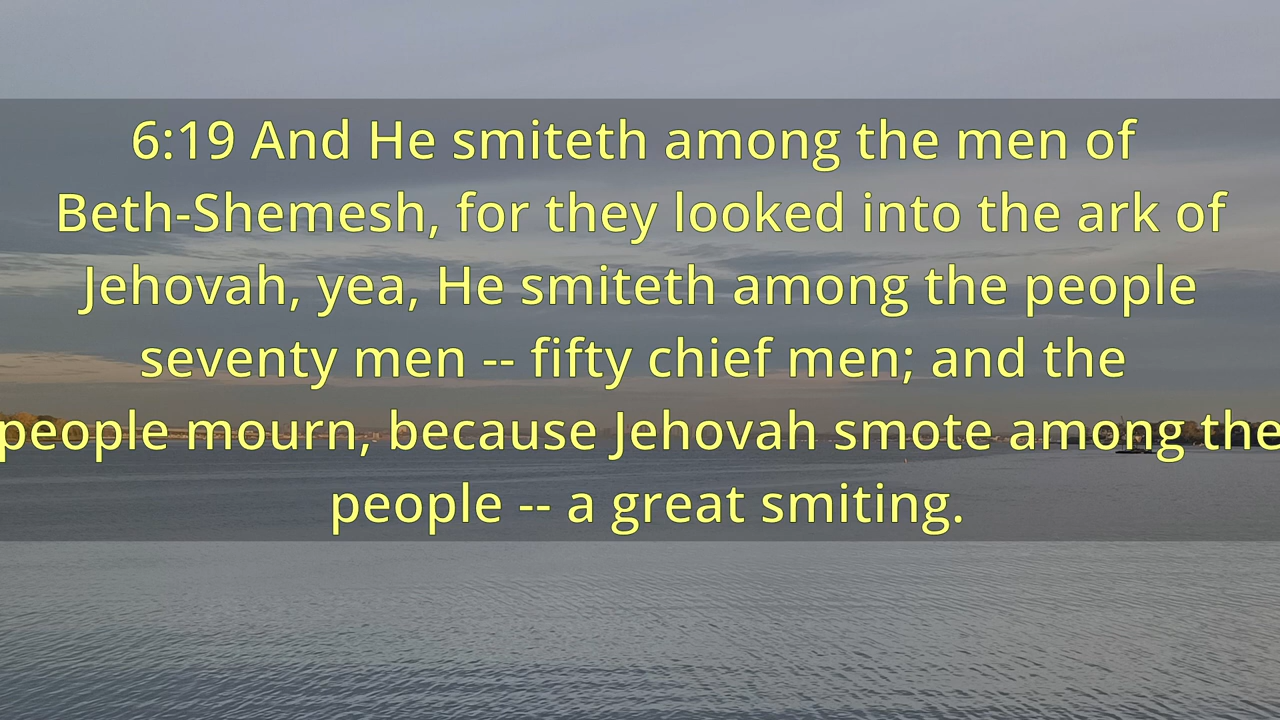 6:19 And He smiteth among the men of
Beth-Shemesh, for they looked into the ark of
Jehovah, yea, He smiteth among the people
seventy men -- fifty chief men; and the
people mourn, because Jehovah smote among the
people -- a great smiting.